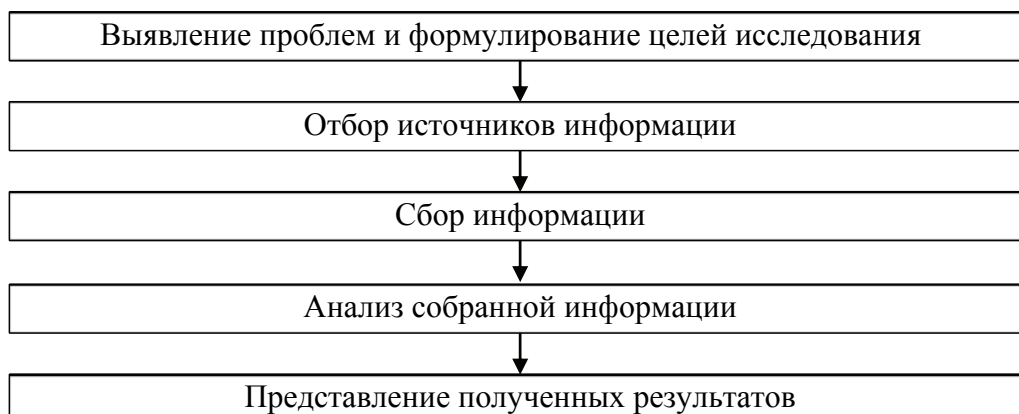 Выявление проблем и формулирование целей исследования
Отбор источников информации
Сбор информации
Анализ собранной информации
Представление полученных результатов